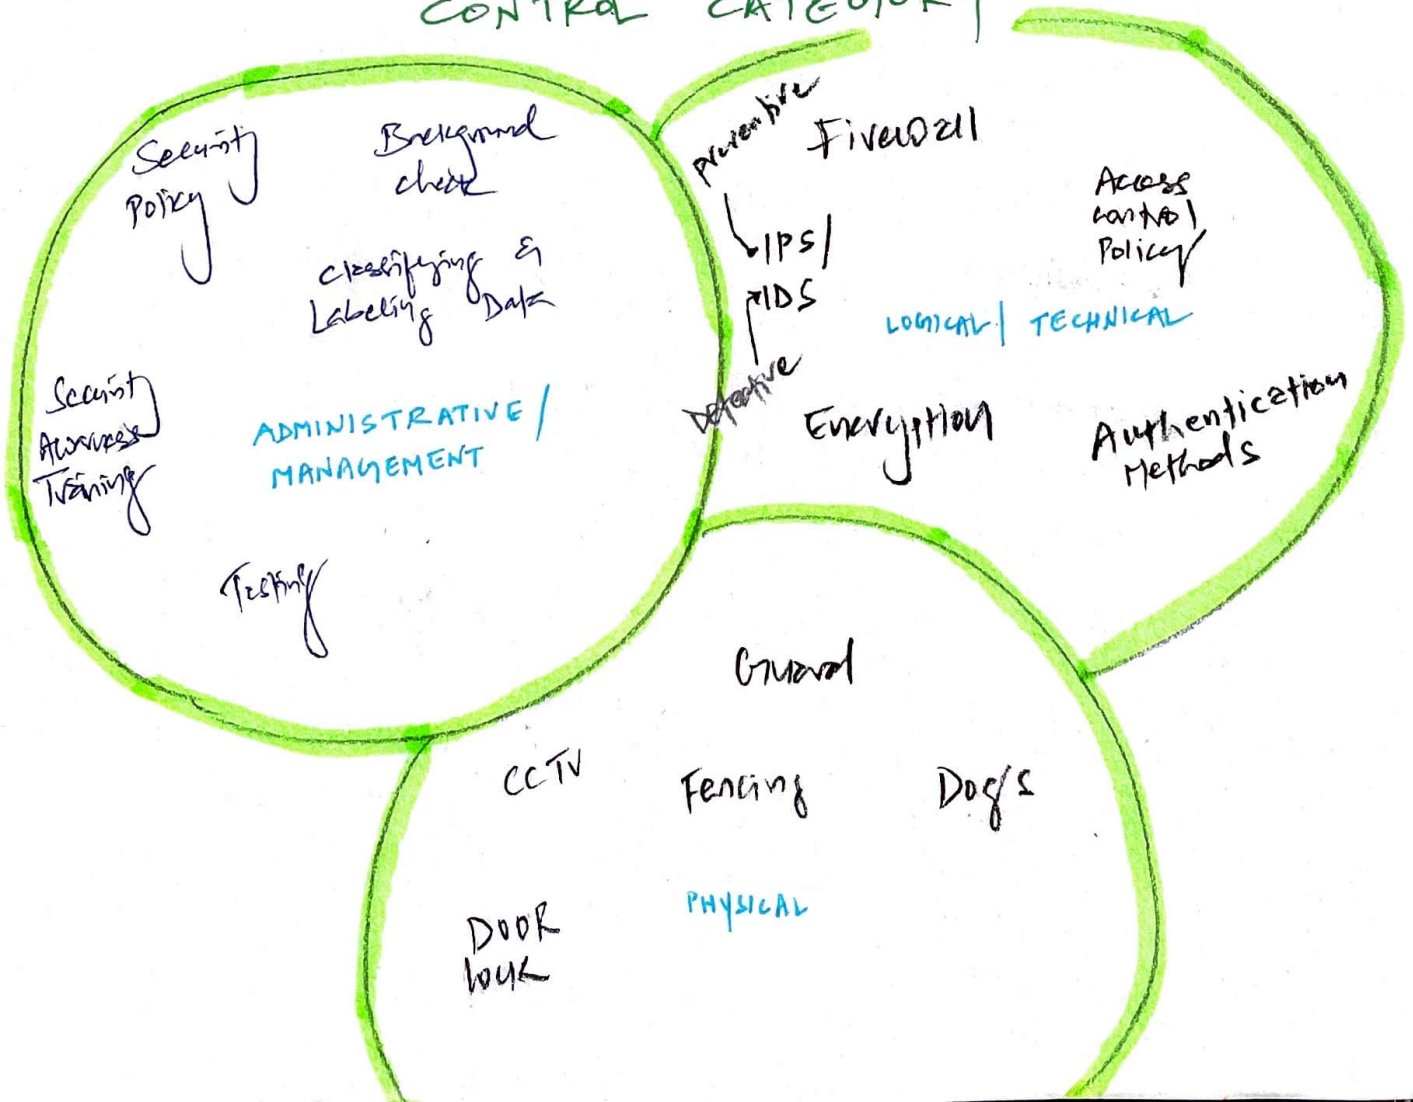 CONTROL CATEGORY
Security
Policy
Background
check
Classifying &
Labeling Data
Security
Awareness
Training
ADMINISTRATIVE /
MANAGEMENT
Testing
preventive
Firewall
IPS/
IDS
Detective
Access
control
Policy
LOGICAL / TECHNICAL
Encryption
Authentication
Methods
Guard
CCTV
Fencing
Dogs
PHYSICAL
DOOR
lock